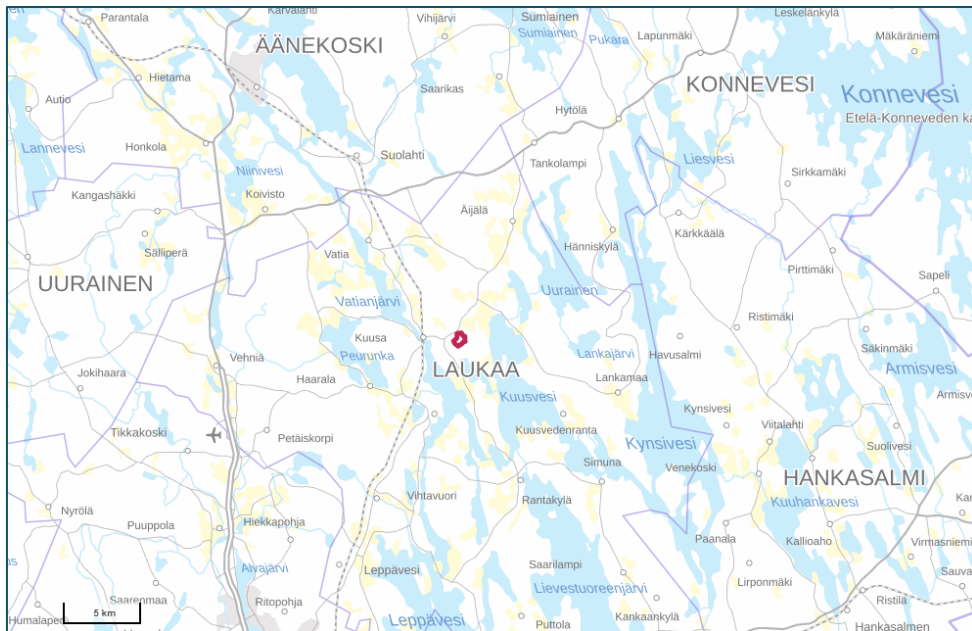 Parantala
Karvalahti
Vihijärvi
Sumiainen
Sumiainen
Pukara
Lapunmäki
Leskelänkylä
Mäkäräniemi
ÄÄNEKOSKI
Hietama
Saarikas
KONNEVESI
Konnevesi
Autio
Hytölä
Etelä-Konneveden ka
Lannevesi
Honkola
Suolahti
Tankolampi
Liesvesi
Niinivesi
Sirkkamäki
Kangashäkki
Koivisto
Äijälä
Kärkkäälä
Sälliperä
Vatia
Hänniskylä
Pirttimäki
Sapeli
UURAINEN
Vatianjärvi
Uurainen
Ristimäki
Kuusa
Havusalmi
Säkinmäki
Vehniä
Peurunka
Lankajärvi
LAUKAA
Armisvesi
Jokihaara
Haarala
Lankamaa
Armisve
Kuusvesi
Kynsivesi
Tikkakoski
Petäiskorpi
Kuusvedenranta
Viitalahti
Kynsivesi
Suolivesi
Simuna
Venekoski
HANKASALMI
Vihtavuori
Rantakylä
Kuuhankavesi
Nyrölä
Puuppola
Hiekkapohja
Kar
Paanala
Kallioaho
Virmasniemi
Alvajärvi
Leppävesi
Saarilampi
Lirponmäki
Sauva
Lievestuoreenjärvi
Saarenmaa
Ritopohja
Ristilä
5 km
Humalaperä
Leppävesi
Puttola
Kankaankylä
Hankasalmen